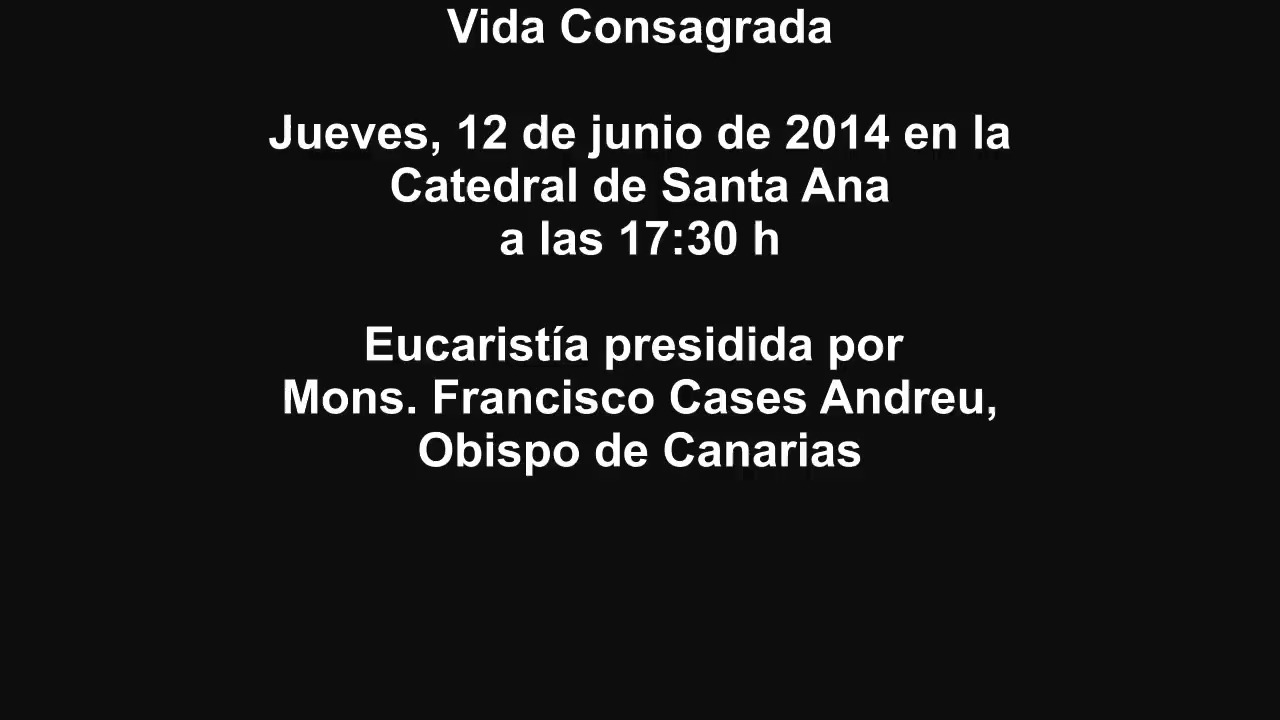 Vida Consagrada
Jueves, 12 de junio de 2014 en la
Catedral de Santa Ana
a las 17:30 h
Eucaristía presidida por
Mons. Francisco Cases Andreu,
Obispo de Canarias